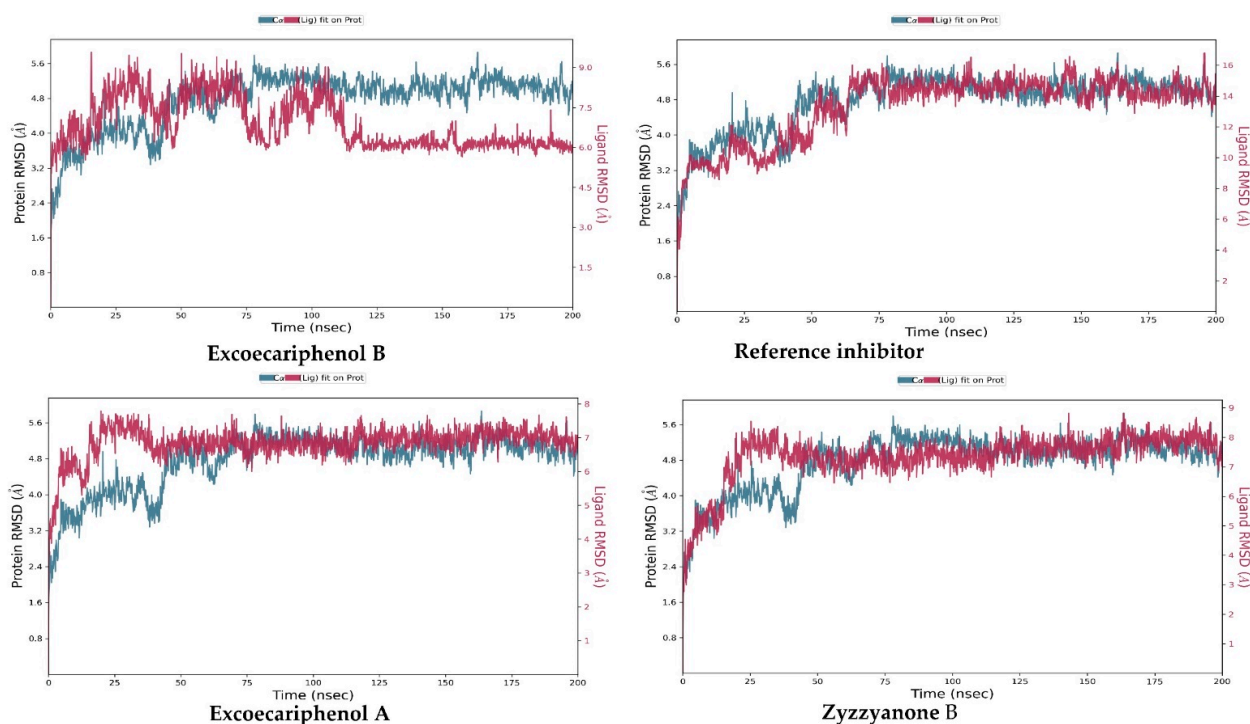 Cα (Lig) fit on Prot
Protein RMSD (Å)
5.6
4.8
4.0
3.2
2.4
1.6
0.8
0 25 50 75 100 125 150 175 200
Time (nsec)
9.0
7.5
6.0
4.5
3.0
1.5
Ligand RMSD (Å)
Excoecariphenol B
Cα (Lig) fit on Prot
Protein RMSD (Å)
5.6
4.8
4.0
3.2
2.4
1.6
0.8
0 25 50 75 100 125 150 175 200
Time (nsec)
16
14
12
10
8
6
4
2
Ligand RMSD (Å)
Reference inhibitor
Cα (Lig) fit on Prot
Protein RMSD (Å)
5.6
4.8
4.0
3.2
2.4
1.6
0.8
0 25 50 75 100 125 150 175 200
Time (nsec)
8
7
6
5
4
3
2
1
Ligand RMSD (Å)
Excoecariphenol A
Cα (Lig) fit on Prot
Protein RMSD (Å)
5.6
4.8
4.0
3.2
2.4
1.6
0.8
0 25 50 75 100 125 150 175 200
Time (nsec)
9
8
7
6
5
4
3
2
1
Ligand RMSD (Å)
Zyzzyanone B